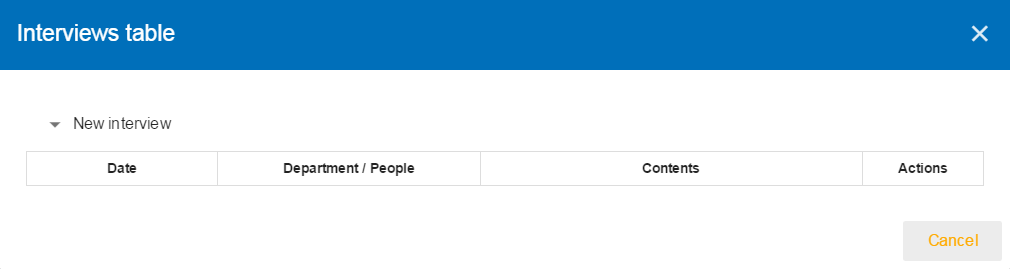 Interviews table
New interview
Date Department / People Contents Actions
Cancel